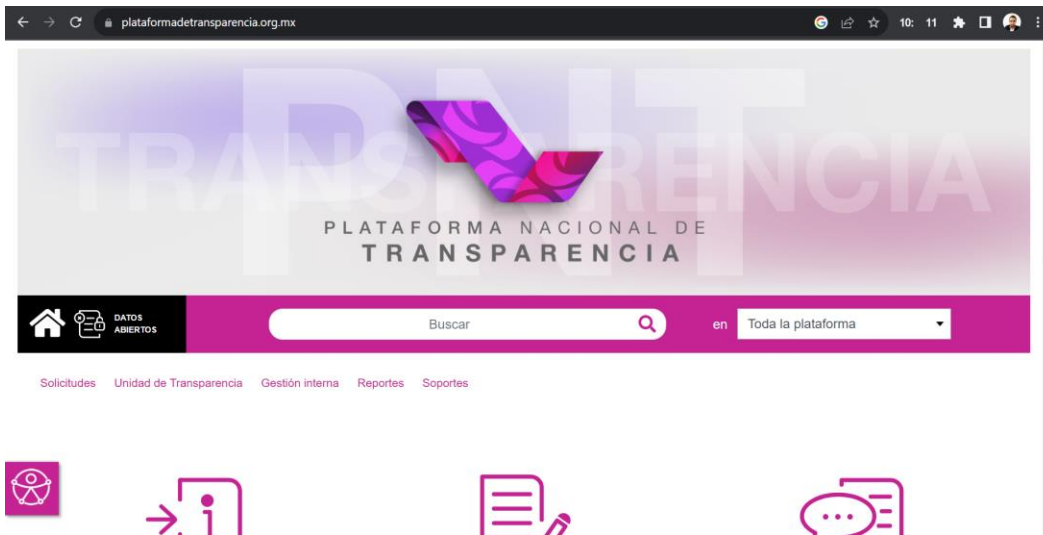 plataformadetransparencia.org.mx
10: 11
PNT
TRANSPARENCIA
PLATAFORMA NACIONAL DE
TRANSPARENCIA
DATOS
ABIERTOS
Buscar
en
Toda la plataforma
Solicitudes Unidad de Transparencia Gestión interna Reportes Soportes